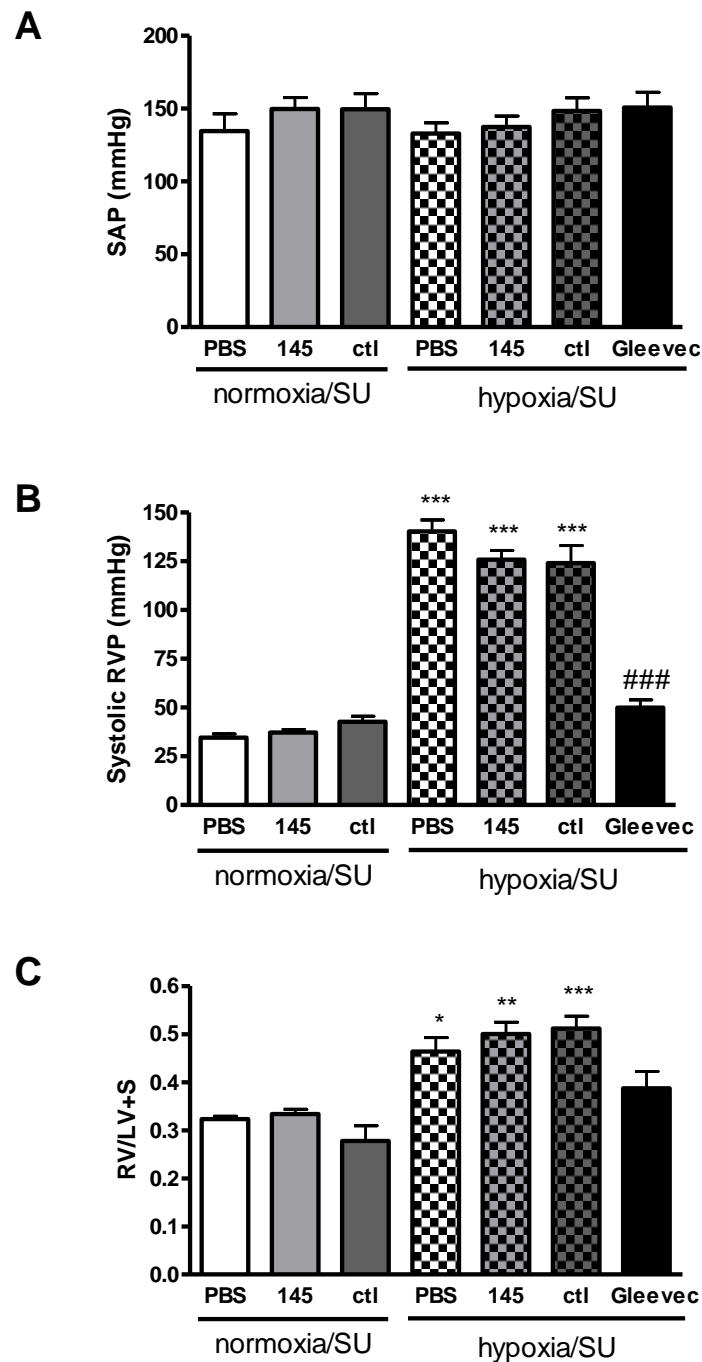 A
SAP (mmHg)
200
150
100
50
0
PBS 145 ctl PBS 145 ctl Gleevec
normoxia/SU hypoxia/SU
B
Systolic RVP (mmHg)
150
125
100
75
50
25
0
*** *** *** ###
PBS 145 ctl PBS 145 ctl Gleevec
normoxia/SU hypoxia/SU
C
RV/LV+S
0.6
0.5
0.4
0.3
0.2
0.1
0.0
* ** ***
PBS 145 ctl PBS 145 ctl Gleevec
normoxia/SU hypoxia/SU